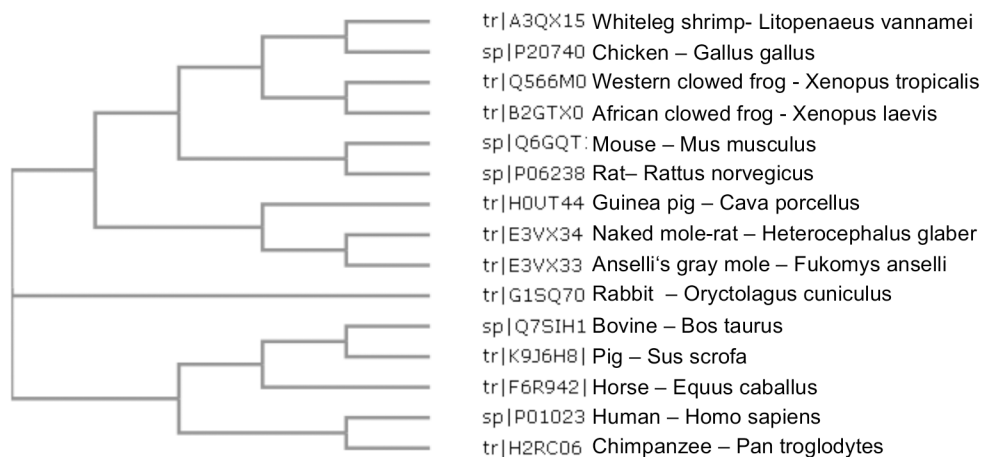 tr|A3QX15 Whiteleg shrimp- Litopenaeus vannamei
sp|P20740 Chicken – Gallus gallus
tr|Q566M0 Western clowed frog - Xenopus tropicalis
tr|B2GTX0 African clowed frog - Xenopus laevis
sp|Q6GQT: Mouse – Mus musculus
sp|P06238 Rat– Rattus norvegicus
tr|H0UT44 Guinea pig – Cava porcellus
tr|E3VX34 Naked mole-rat – Heterocephalus glaber
tr|E3VX33 Anselli‘s gray mole – Fukomys anselli
tr|G1SQ70 Rabbit – Oryctolagus cuniculus
sp|Q7SIH1 Bovine – Bos taurus
tr|K9J6H8| Pig – Sus scrofa
tr|F6R942| Horse – Equus caballus
sp|P01023 Human – Homo sapiens
tr|H2RC06 Chimpanzee – Pan troglodytes